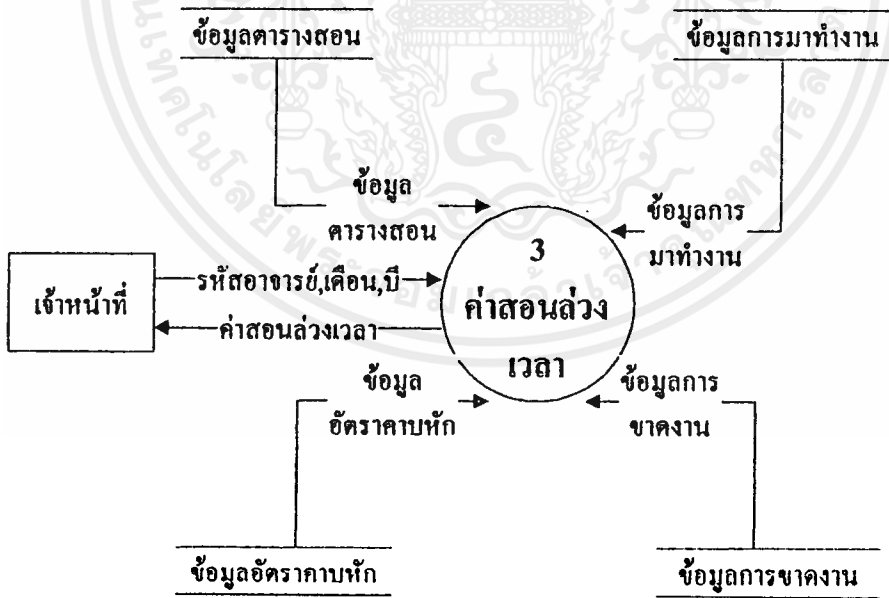 ข้อมูลตารางสอน
ข้อมูลการมาทำงาน
ข้อมูล
ตารางสอน
ข้อมูลการ
มาทำงาน
3
ค่าสอนล่วง
เวลา
เจ้าหน้าที่
รหัสอาจารย์,เดือน,ปี
ค่าสอนล่วงเวลา
ข้อมูล
อัตราคาบหัก
ข้อมูลการ
ขาดงาน
ข้อมูลอัตราคาบหัก
ข้อมูลการขาดงาน